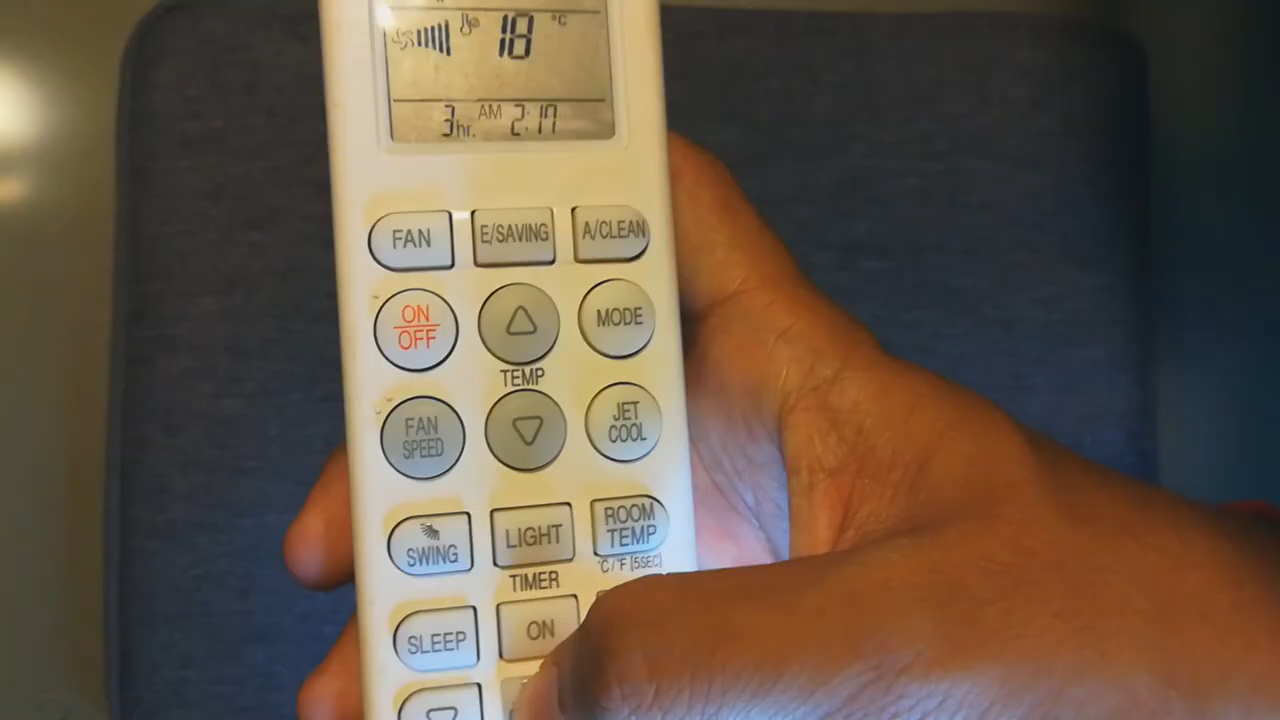 18 °C
3hr. AM 2:17
FAN E/SAVING A/CLEAN
ON
OFF
MODE
TEMP
FAN
SPEED
JET
COOL
SWING
LIGHT
ROOM
TEMP
°C/°F [5SEC]
TIMER
SLEEP
ON